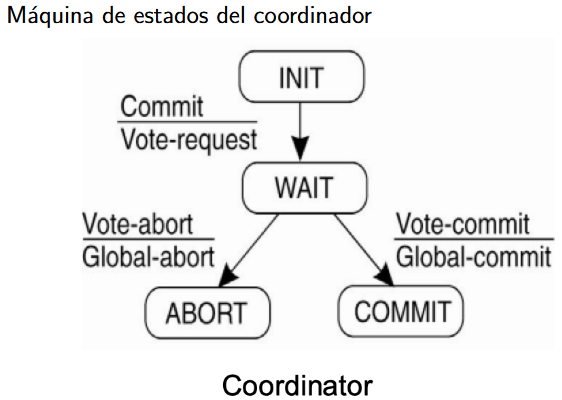 Máquina de estados del coordinador
INIT
Commit
Vote-request
WAIT
Vote-abort
Global-abort
Vote-commit
Global-commit
ABORT
COMMIT
Coordinator